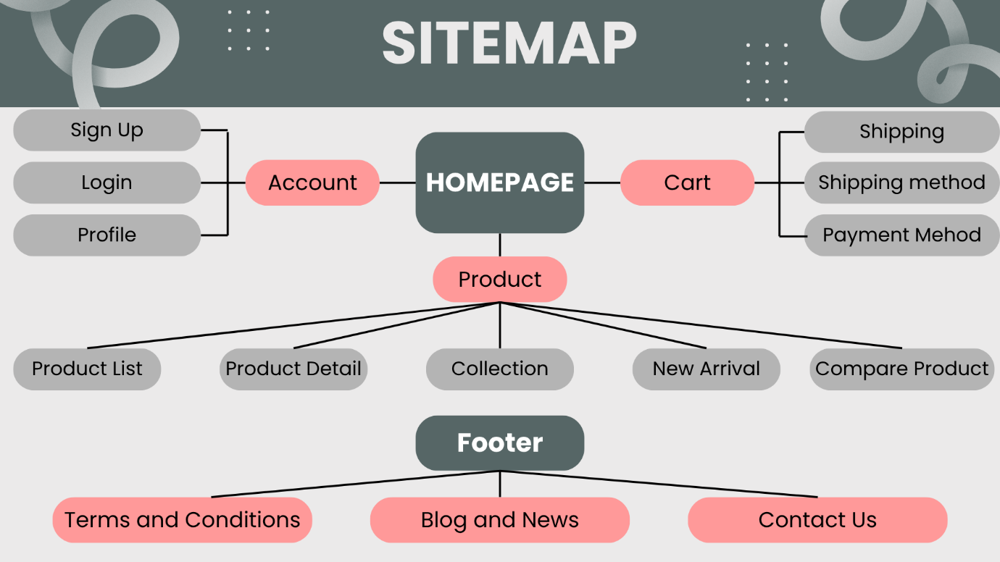 SITEMAP
Sign Up
Login
Profile
Account
HOMEPAGE
Cart
Shipping
Shipping method
Payment Mehod
Product
Product List
Product Detail
Collection
New Arrival
Compare Product
Footer
Terms and Conditions
Blog and News
Contact Us